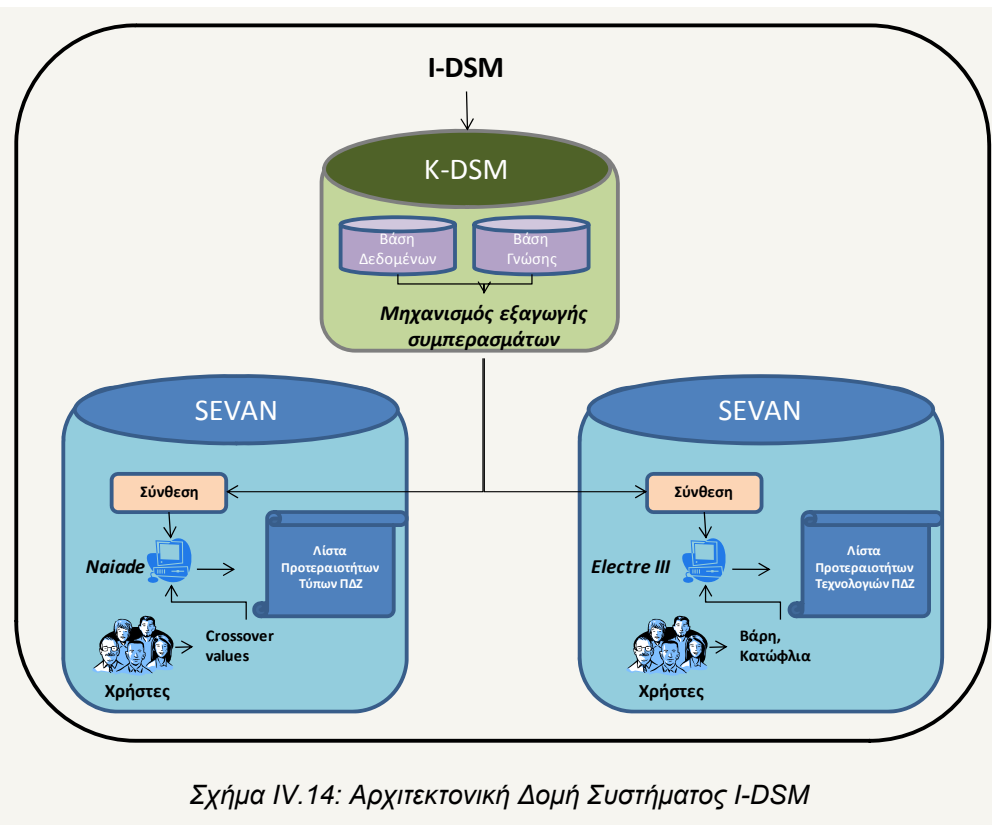 I-DSM
K-DSM
Βάση
Δεδομένων
Βάση
Γνώσης
Μηχανισμός εξαγωγής
συμπερασμάτων
SEVAN
Σύνθεση
Naiade
Λίστα
Προτεραιοτήτων
Τύπων ΠΔΖ
Crossover
values
Χρήστες
SEVAN
Σύνθεση
Electre III
Λίστα
Προτεραιοτήτων
Τεχνολογιών ΠΔΖ
Βάρη,
Κατώφλια
Χρήστες
Σχήμα IV.14: Αρχιτεκτονική Δομή Συστήματος I-DSM